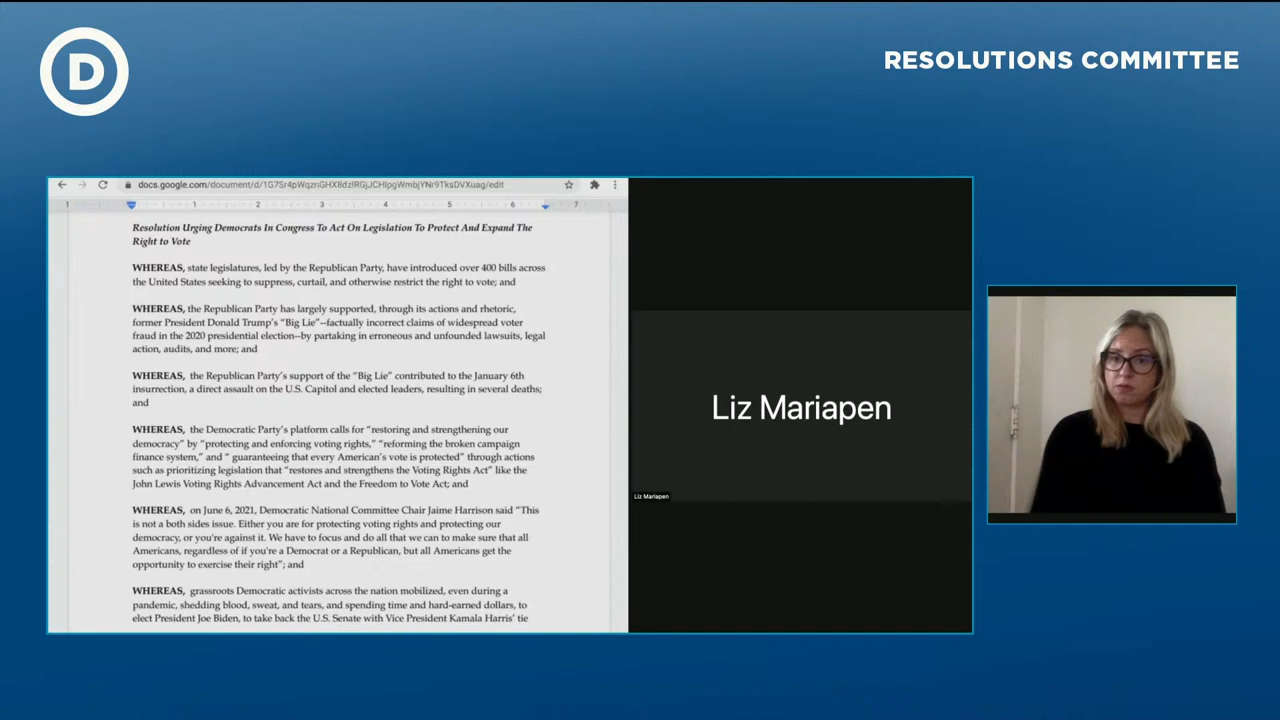 D
RESOLUTIONS COMMITTEE
docs.google.com/document/d/1G7Sr4pWqznGHX8dzIRGjJCHIpgWmbjYNr9TksDVXuag/edit
1 1 2 3 4 5 6 7
Resolution Urging Democrats In Congress To Act On Legislation To Protect And Expand The
Right to Vote
WHEREAS, state legislatures, led by the Republican Party, have introduced over 400 bills across
the United States seeking to suppress, curtail, and otherwise restrict the right to vote; and
WHEREAS, the Republican Party has largely supported, through its actions and rhetoric,
former President Donald Trump's “Big Lie”--factually incorrect claims of widespread voter
fraud in the 2020 presidential election--by partaking in erroneous and unfounded lawsuits, legal
action, audits, and more; and
WHEREAS, the Republican Party's support of the “Big Lie” contributed to the January 6th
insurrection, a direct assault on the U.S. Capitol and elected leaders, resulting in several deaths;
and
WHEREAS, the Democratic Party's platform calls for “restoring and strengthening our
democracy” by “protecting and enforcing voting rights,” “reforming the broken campaign
finance system,” and “ guaranteeing that every American's vote is protected” through actions
such as prioritizing legislation that “restores and strengthens the Voting Rights Act” like the
John Lewis Voting Rights Advancement Act and the Freedom to Vote Act; and
WHEREAS, on June 6, 2021, Democratic National Committee Chair Jaime Harrison said “This
is not a both sides issue. Either you are for protecting voting rights and protecting our
democracy, or you're against it. We have to focus and do all that we can to make sure that all
Americans, regardless of if you're a Democrat or a Republican, but all Americans get the
opportunity to exercise their right”; and
WHEREAS, grassroots Democratic activists across the nation mobilized, even during a
pandemic, shedding blood, sweat, and tears, and spending time and hard-earned dollars, to
elect President Joe Biden, to take back the U.S. Senate with Vice President Kamala Harris' tie
Liz Mariapen
Liz Mariapen